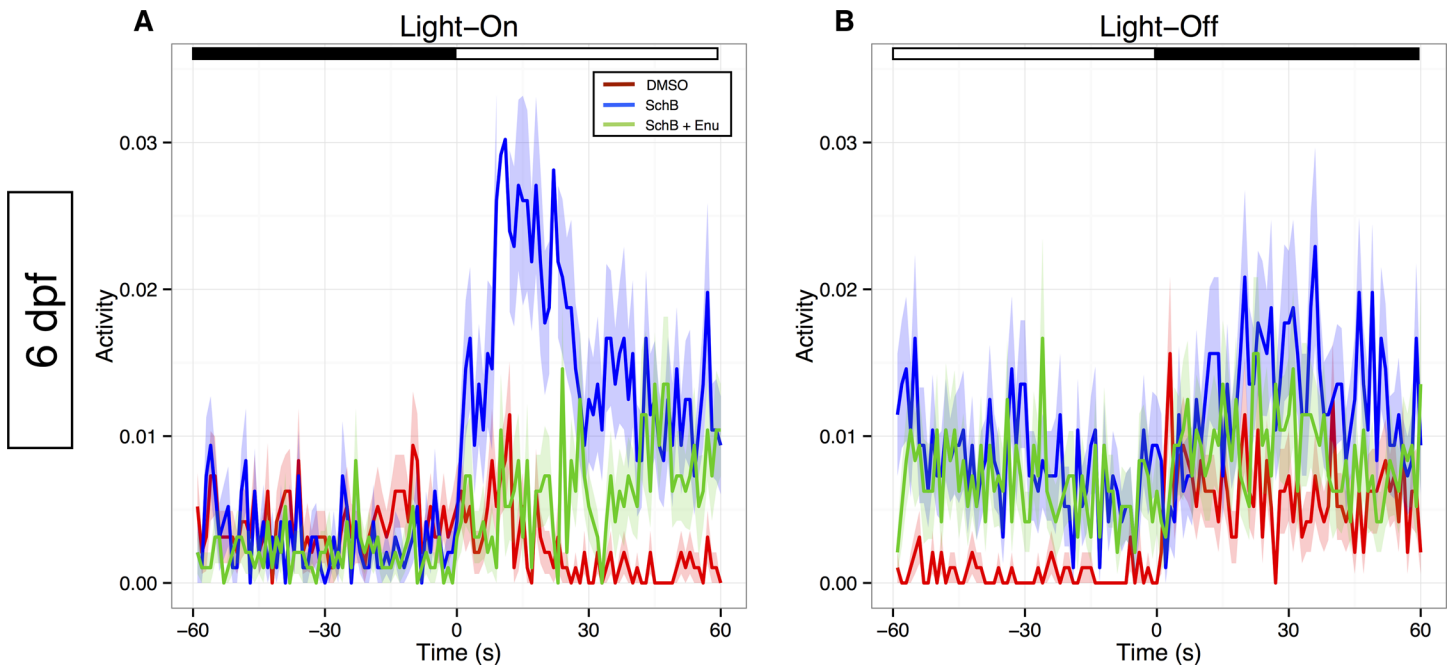 A
Light−On
B
Light−Off
DMSO
SchB
SchB + Enu
0.03
0.02
0.01
0.00
Activity
6 dpf
−60
−30
0
30
60
Time (s)
0.03
0.02
0.01
0.00
Activity
−60
−30
0
30
60
Time (s)